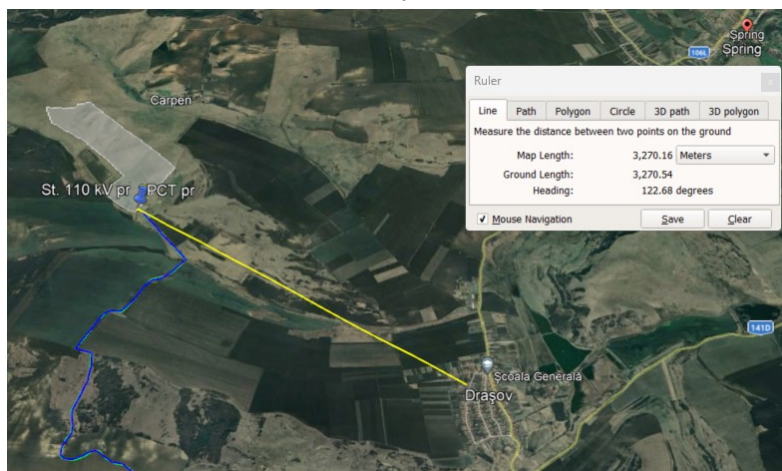 Spring
106L
Spring
Ruler
Line Path Polygon Circle 3D path 3D polygon
Measure the distance between two points on the ground
Map Length: 3,270.16 Meters
Ground Length: 3,270.54
Heading: 122.68 degrees
Mouse Navigation Save Clear
Carpen
St. 110 kV pr PCT pr
141D
Școala Generală
Drașov